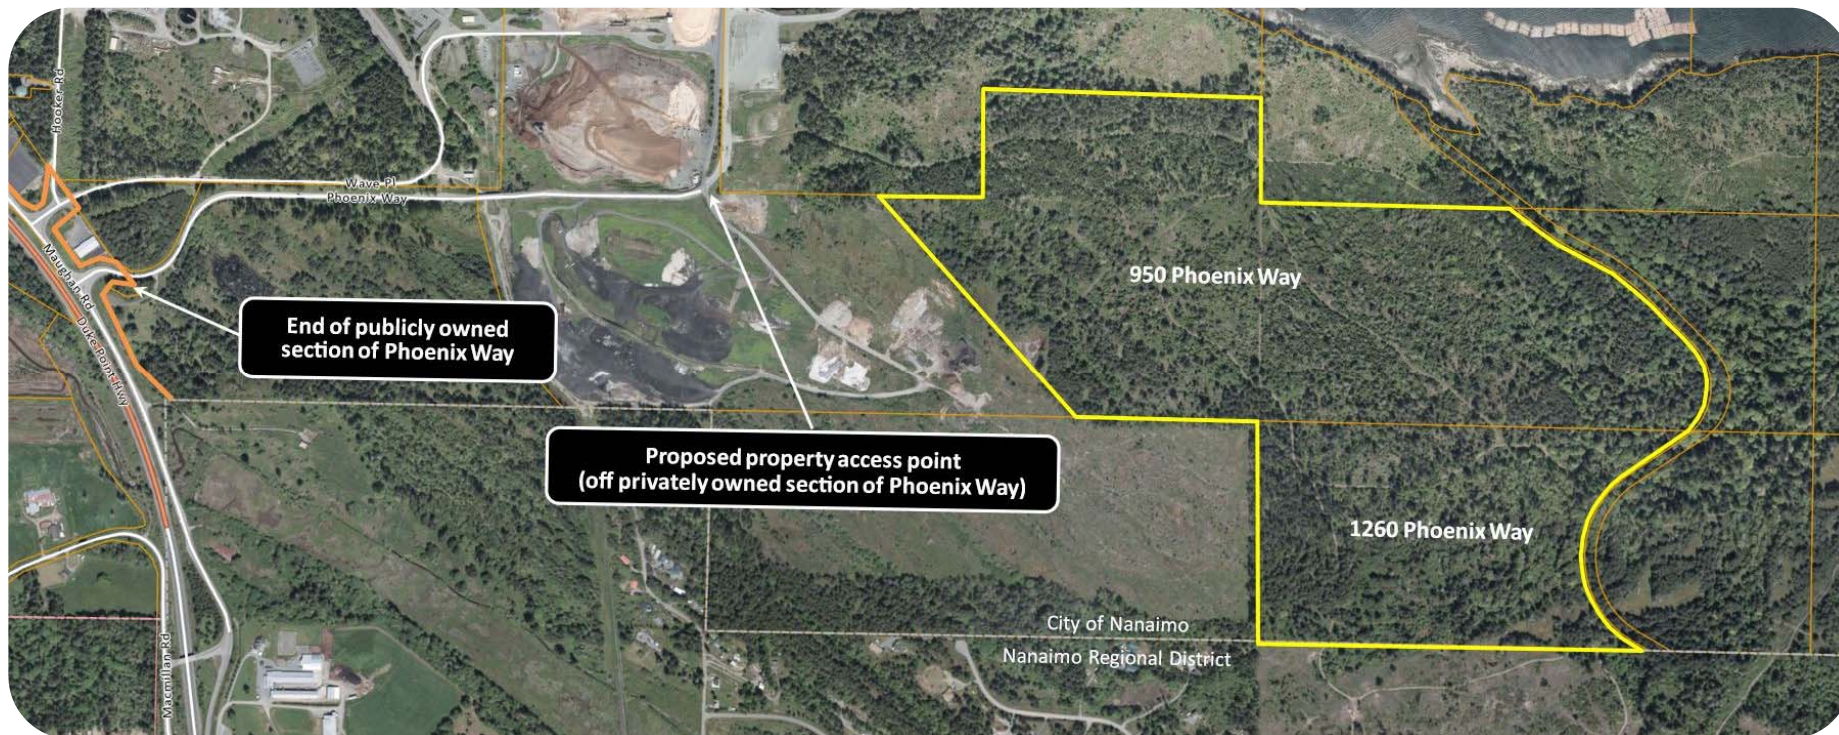 Hooker Rd
Wave Pl
Phoenix Way
Maughan Rd
Duke Point Hwy
End of publicly owned
section of Phoenix Way
950 Phoenix Way
Proposed property access point
(off privately owned section of Phoenix Way)
1260 Phoenix Way
City of Nanaimo
Nanaimo Regional District
Macmillan Rd